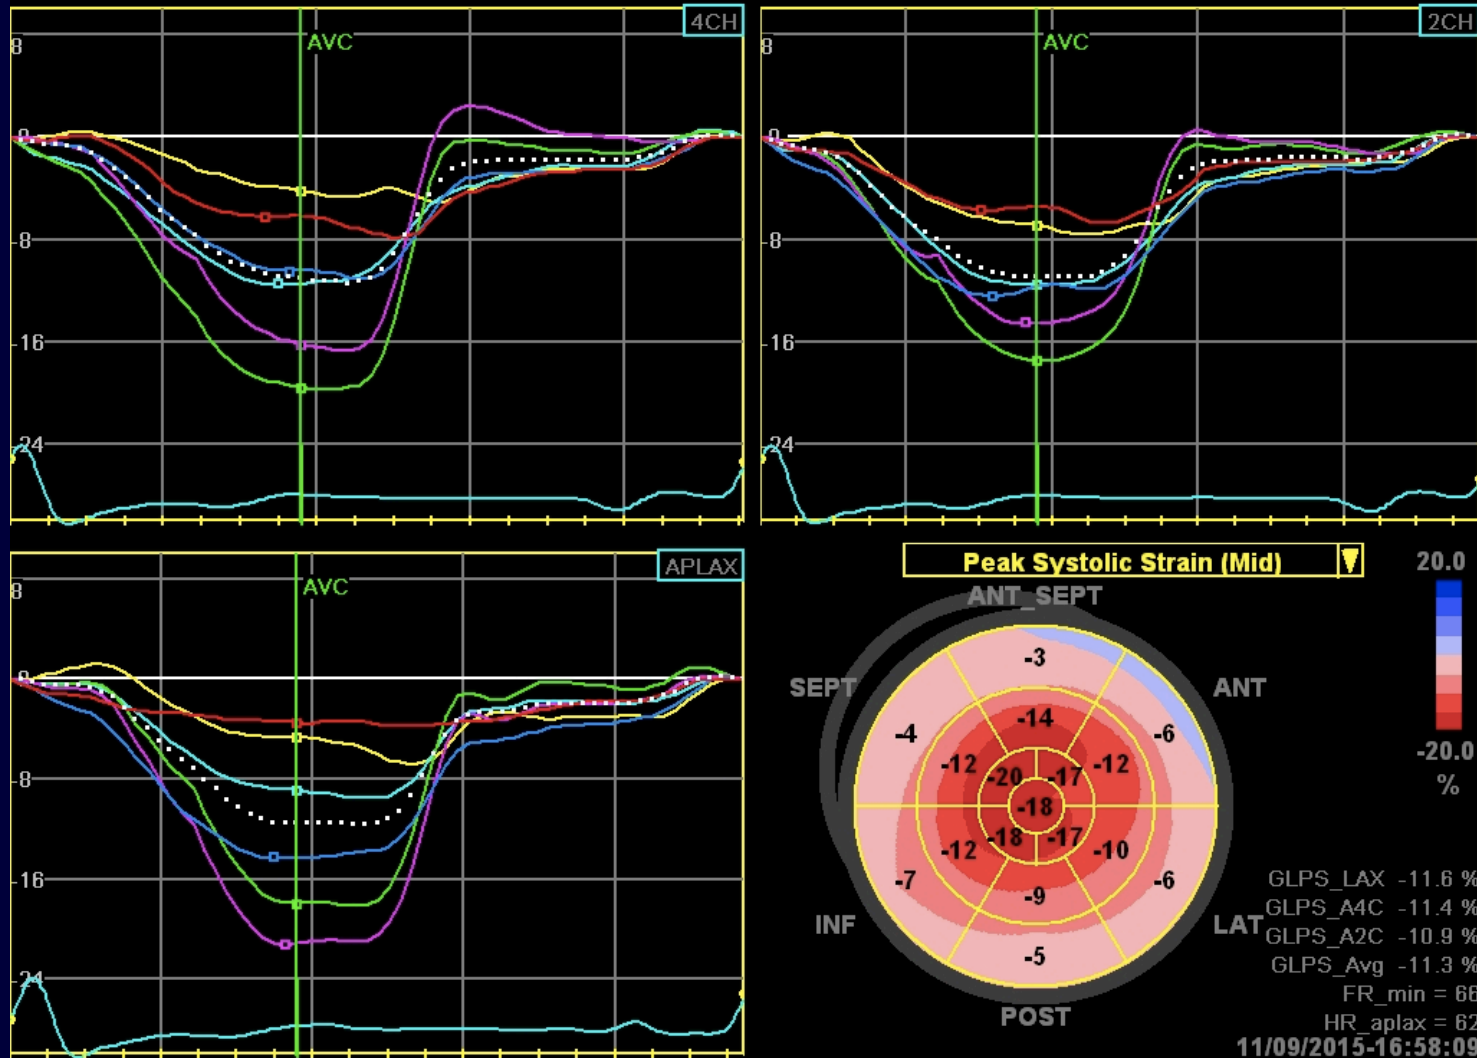 4CH
AVC
8
0
-8
-16
-24
2CH
AVC
8
0
-8
-16
-24
APLAX
AVC
8
0
-8
-16
-24
Peak Systolic Strain (Mid)
20.0
-20.0
%
ANT_SEPT
SEPT
ANT
INF
LAT
POST
-3
-4
-6
-14
-12
-12
-20
-17
-18
-18
-17
-12
-10
-7
-9
-6
-5
GLPS_LAX -11.6 %
GLPS_A4C -11.4 %
GLPS_A2C -10.9 %
GLPS_Avg -11.3 %
FR_min = 66
HR_aplax = 62
11/09/2015-16:58:09